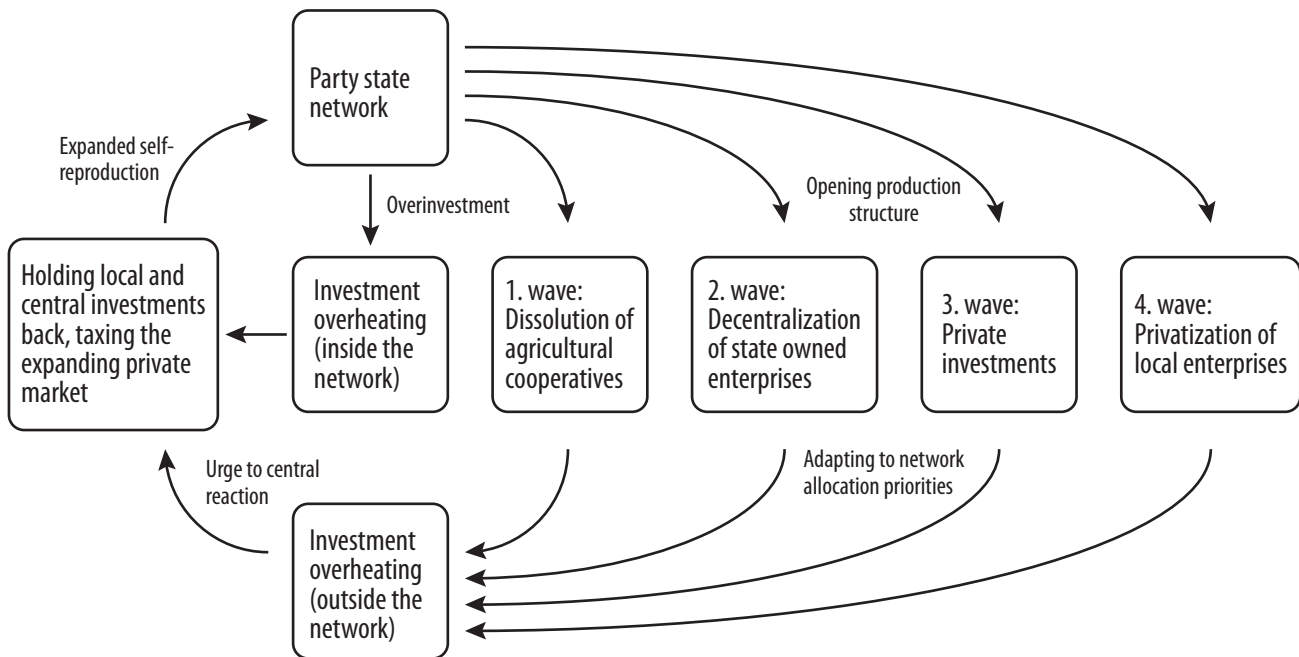 Party state
network
Expanded self-
reproduction
Overinvestment
Opening production
structure
Holding local and
central investments
back, taxing the
expanding private
market
Investment
overheating
(inside the
network)
1. wave:
Dissolution of
agricultural
cooperatives
2. wave:
Decentralization
of state owned
enterprises
3. wave:
Private
investments
4. wave:
Privatization of
local enterprises
Urge to central
reaction
Adapting to network
allocation priorities
Investment
overheating
(outside the
network)